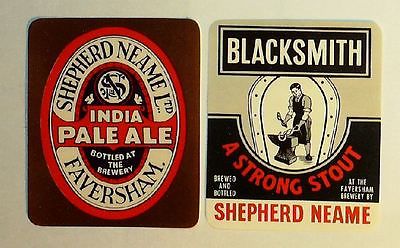 SHEPHERD NEAME LTD.
SN
INDIA
PALE ALE
BOTTLED AT
THE
BREWERY
FAVERSHAM.
BLACKSMITH
A STRONG STOUT
BREWED
AND
BOTTLED
AT THE
FAVERSHAM
BREWERY BY
SHEPHERD NEAME